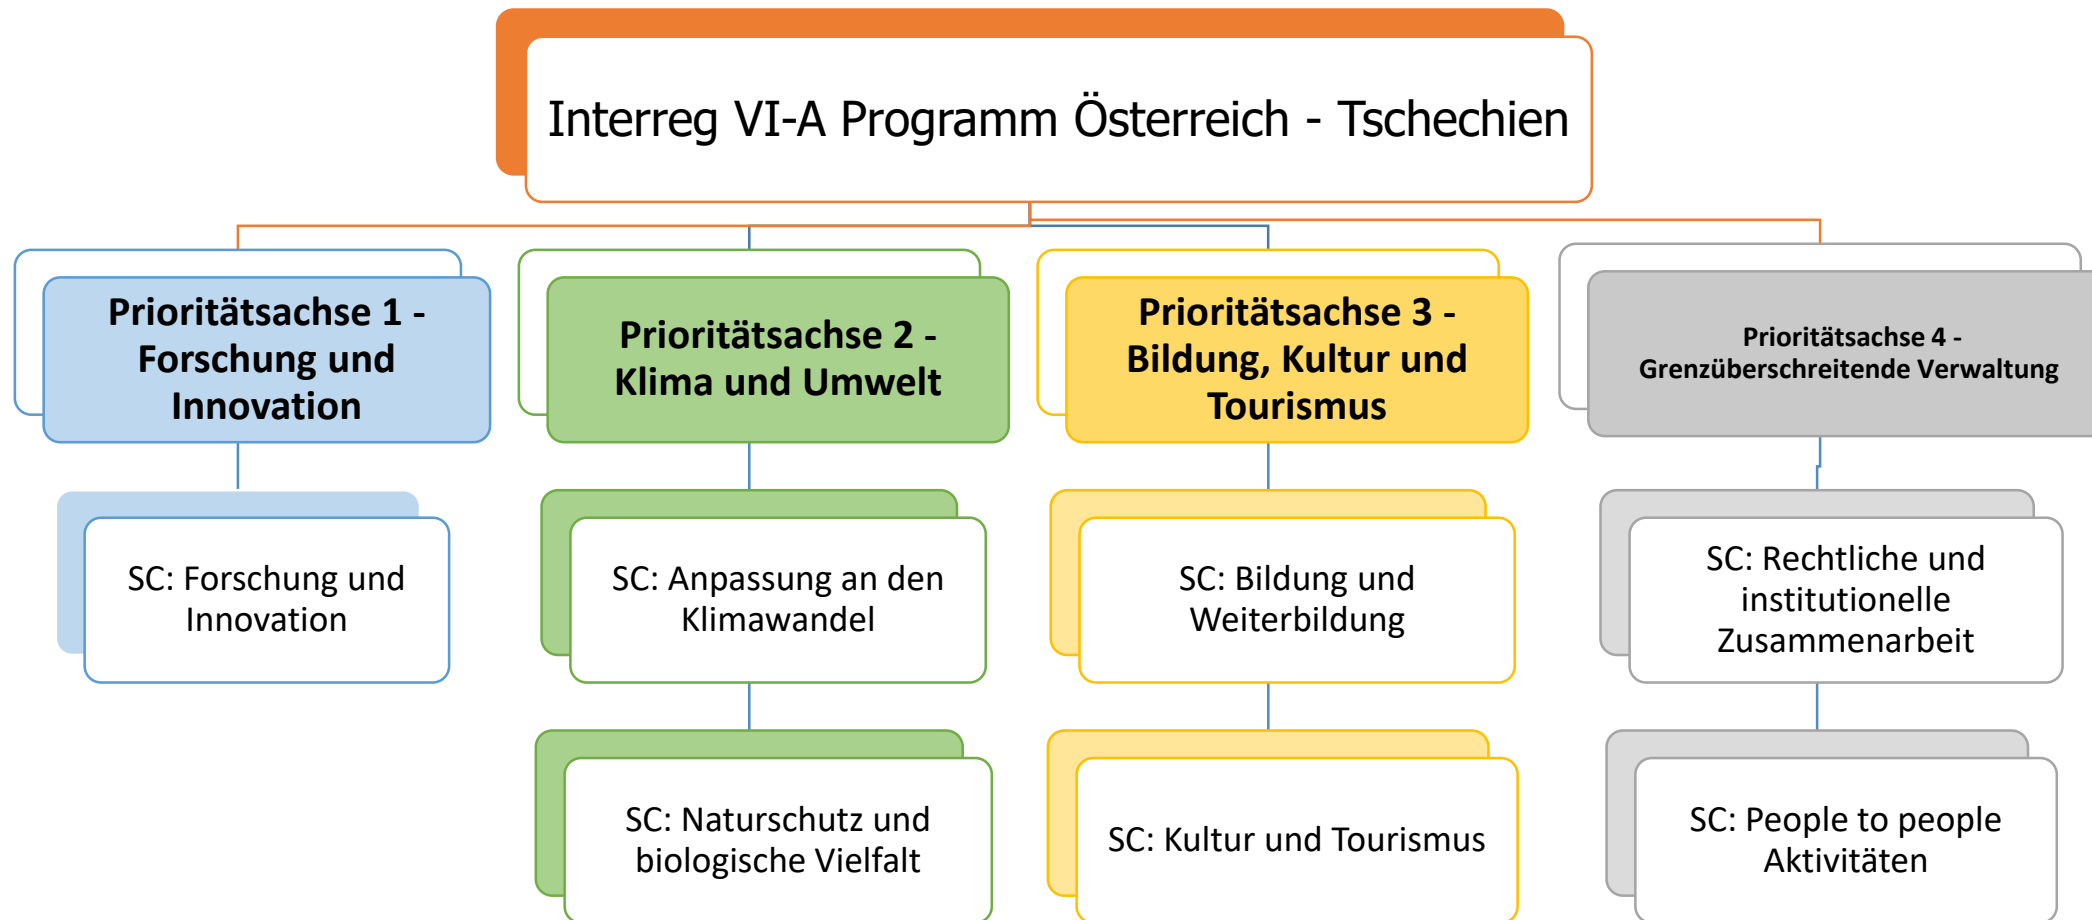 Interreg VI-A Programm Österreich - Tschechien
Prioritätsachse 1 -
Forschung und
Innovation
Prioritätsachse 2 -
Klima und Umwelt
Prioritätsachse 3 -
Bildung, Kultur und
Tourismus
Prioritätsachse 4 -
Grenzüberschreitende Verwaltung
SC: Forschung und
Innovation
SC: Anpassung an den
Klimawandel
SC: Bildung und
Weiterbildung
SC: Rechtliche und
institutionelle
Zusammenarbeit
SC: Naturschutz und
biologische Vielfalt
SC: Kultur und Tourismus
SC: People to people
Aktivitäten